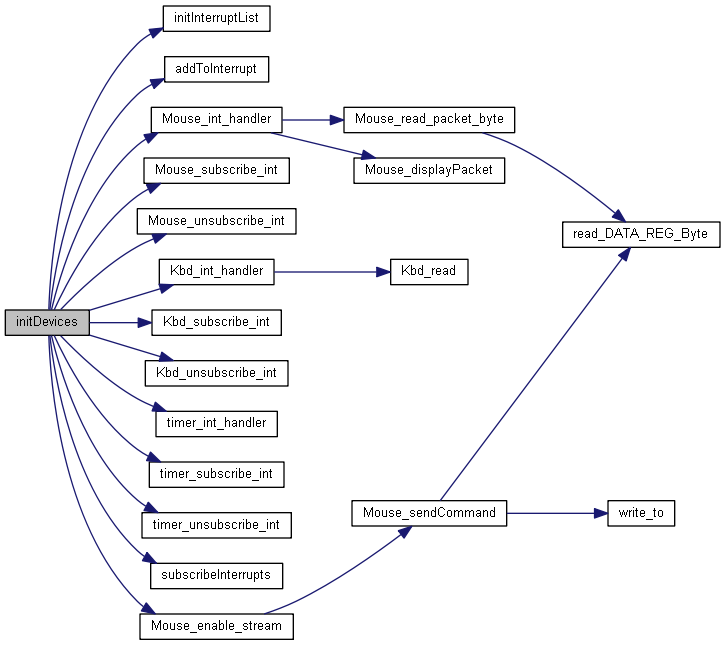 initInterruptList
addToInterrupt
Mouse_int_handler
Mouse_read_packet_byte
Mouse_subscribe_int
Mouse_displayPacket
Mouse_unsubscribe_int
read_DATA_REG_Byte
Kbd_int_handler
Kbd_read
initDevices
Kbd_subscribe_int
Kbd_unsubscribe_int
timer_int_handler
timer_subscribe_int
timer_unsubscribe_int
Mouse_sendCommand
write_to
subscribeInterrupts
Mouse_enable_stream